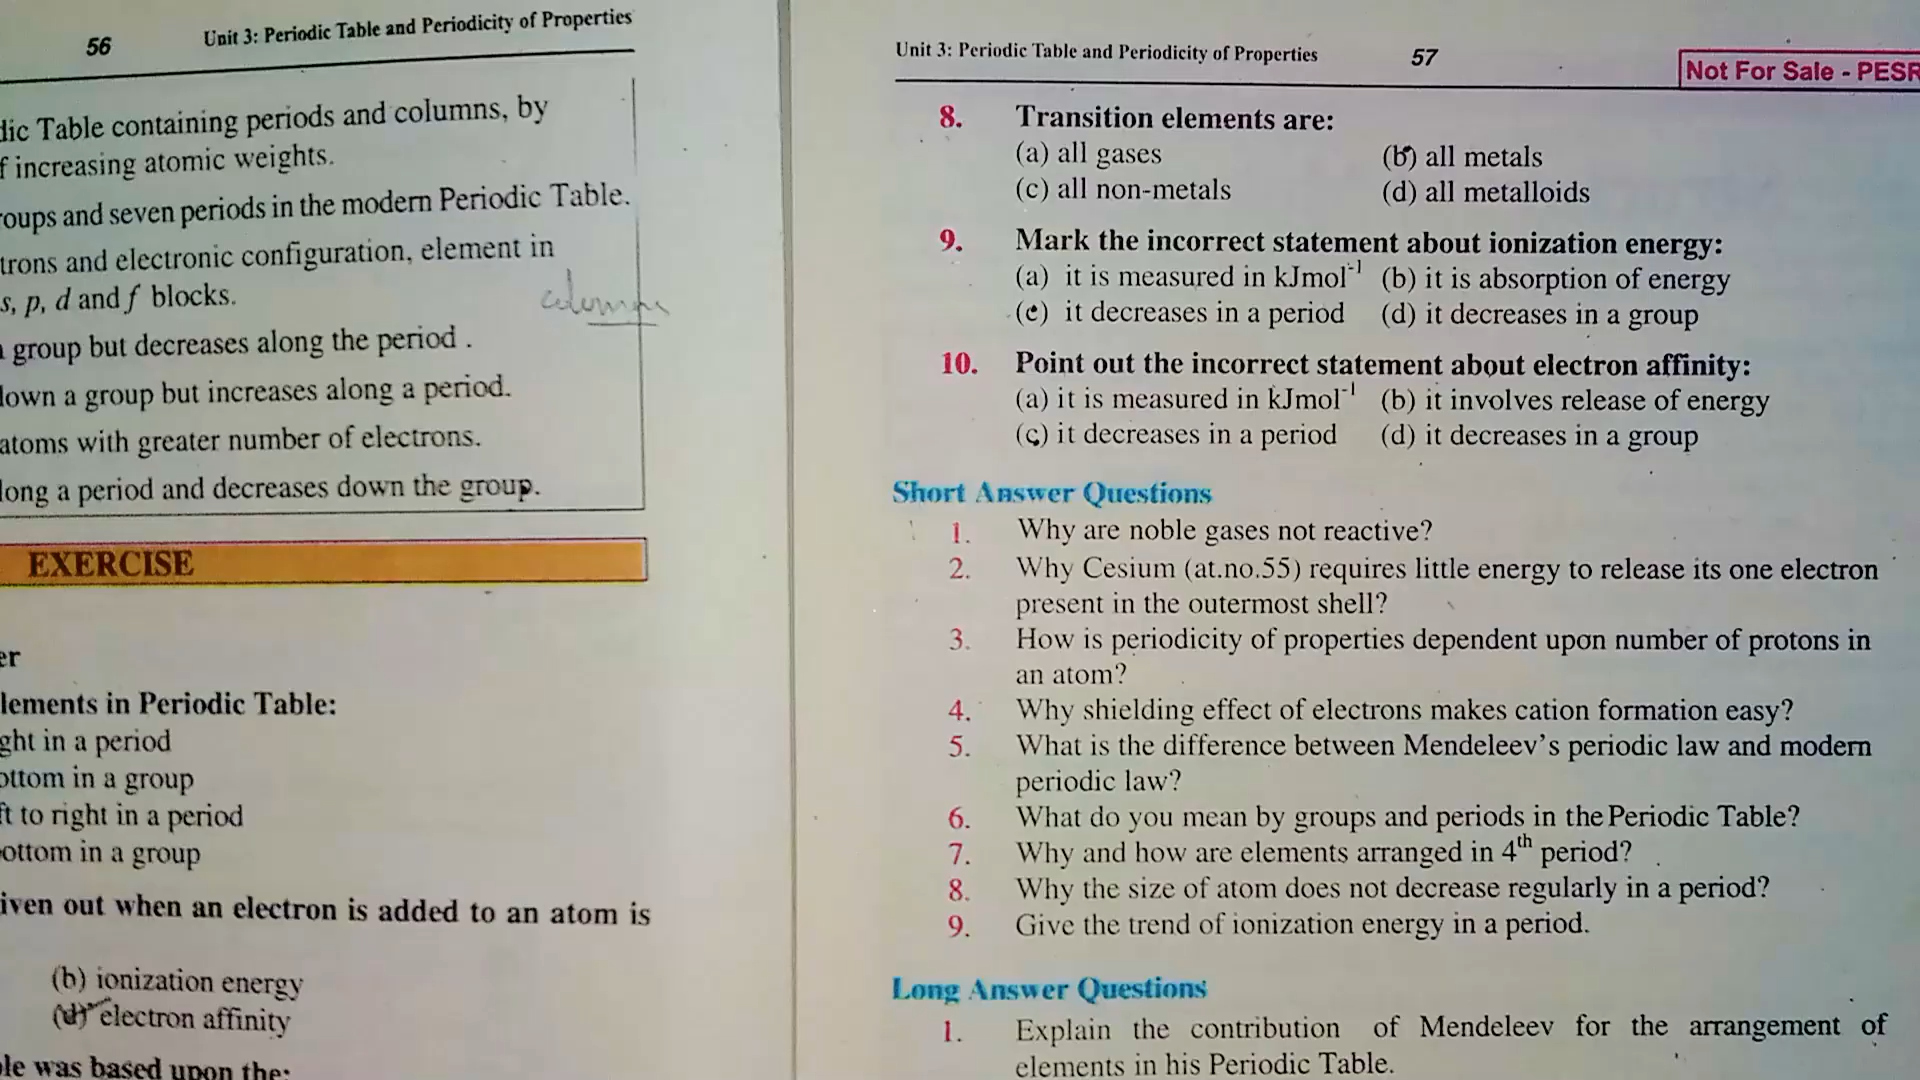 56 Unit 3: Periodic Table and Periodicity of Properties
dic Table containing periods and columns, by
f increasing atomic weights.
roups and seven periods in the modern Periodic Table.
trons and electronic configuration, element in
s, p, d and f blocks.
group but decreases along the period .
down a group but increases along a period.
atoms with greater number of electrons.
long a period and decreases down the group.
EXERCISE
er
lements in Periodic Table:
ght in a period
ottom in a group
ft to right in a period
ottom in a group
iven out when an electron is added to an atom is
(b) ionization energy
(d) electron affinity
ble was based upon the:
Unit 3: Periodic Table and Periodicity of Properties 57 Not For Sale - PESR
8. Transition elements are:
(a) all gases (b) all metals
(c) all non-metals (d) all metalloids
9. Mark the incorrect statement about ionization energy:
(a) it is measured in kJmol⁻¹ (b) it is absorption of energy
(c) it decreases in a period (d) it decreases in a group
10. Point out the incorrect statement about electron affinity:
(a) it is measured in kJmol⁻¹ (b) it involves release of energy
(c) it decreases in a period (d) it decreases in a group
Short Answer Questions
1. Why are noble gases not reactive?
2. Why Cesium (at.no.55) requires little energy to release its one electron
present in the outermost shell?
3. How is periodicity of properties dependent upon number of protons in
an atom?
4. Why shielding effect of electrons makes cation formation easy?
5. What is the difference between Mendeleev's periodic law and modern
periodic law?
6. What do you mean by groups and periods in the Periodic Table?
7. Why and how are elements arranged in 4th period?
8. Why the size of atom does not decrease regularly in a period?
9. Give the trend of ionization energy in a period.
Long Answer Questions
1. Explain the contribution of Mendeleev for the arrangement of
elements in his Periodic Table.